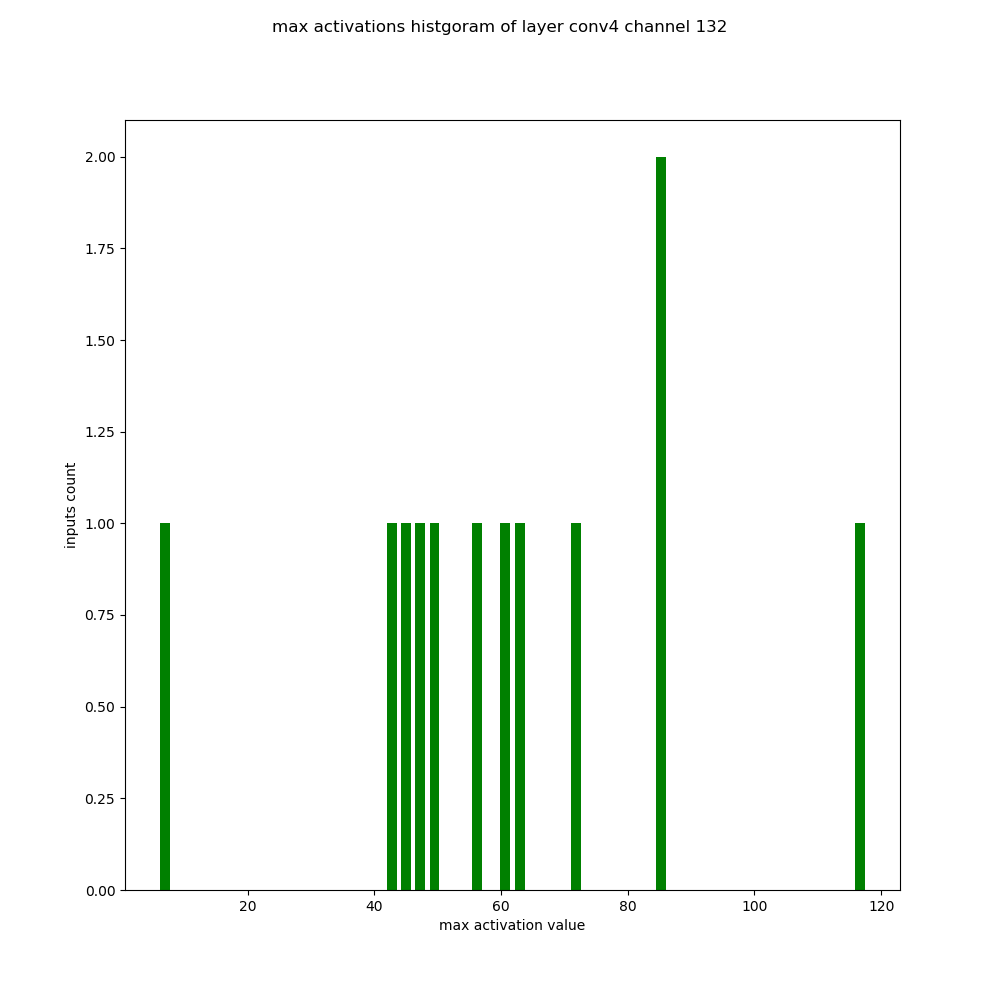 max activations histgoram of layer conv4 channel 132
2.00
1.75
1.50
1.25
1.00
0.75
0.50
0.25
0.00
inputs count
20 40 60 80 100 120
max activation value